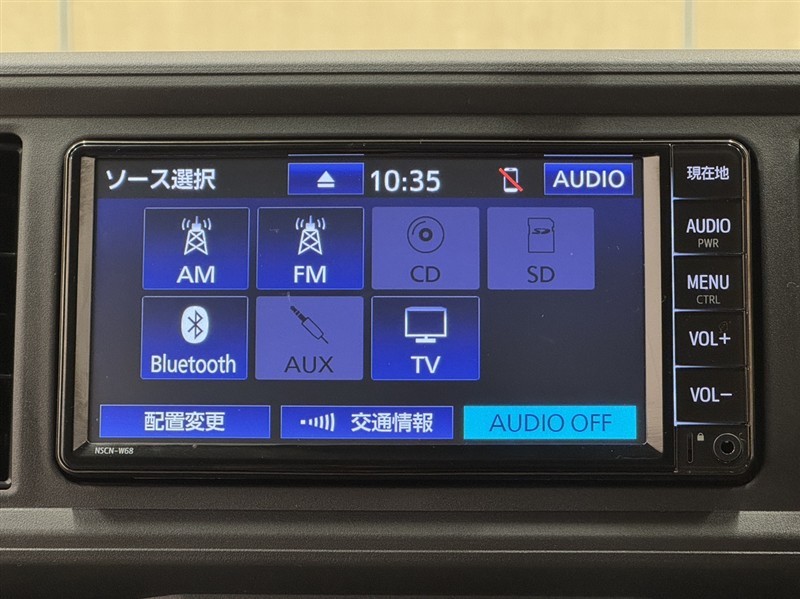 ソース選択
10:35
AUDIO
AM
FM
CD
SD
SD
Bluetooth
AUX
TV
配置変更
交通情報
AUDIO OFF
NSCN-W68
現在地
AUDIO
PWR
MENU
CTRL
VOL+
VOL−